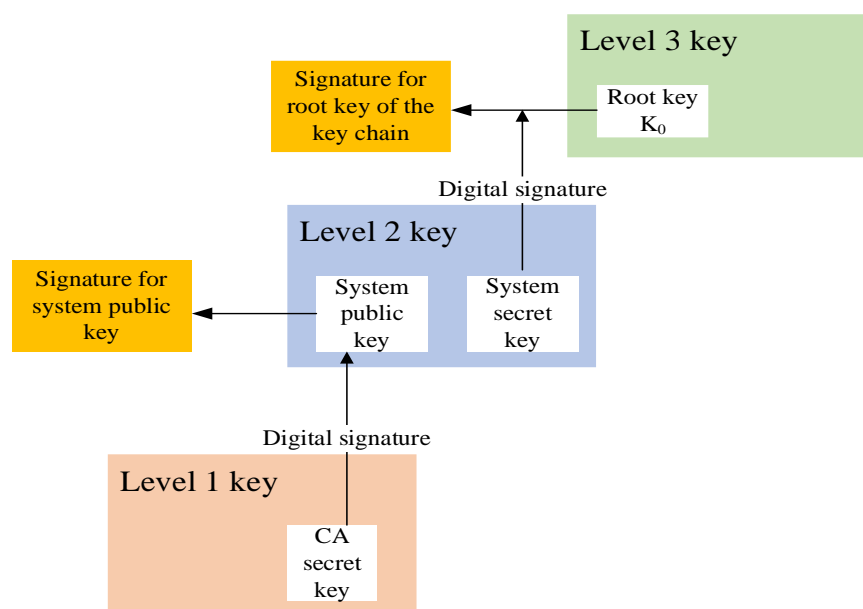 Level 3 key
Signature for
root key of the
key chain
Root key
K₀
Digital signature
Level 2 key
Signature for
system public
key
System
public
key
System
secret
key
Digital signature
Level 1 key
CA
secret
key